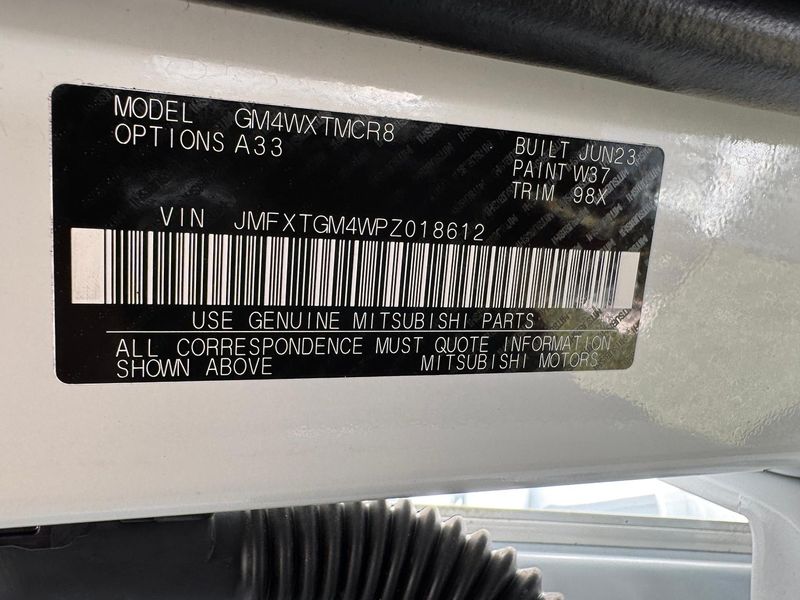 MODEL GM4WXTMCR8
OPTIONS A33
BUILT JUN23
PAINT W37
TRIM 98X
VIN JMFXTGM4WPZ018612
USE GENUINE MITSUBISHI PARTS
ALL CORRESPONDENCE MUST QUOTE INFORMATION
SHOWN ABOVE MITSUBISHI MOTORS